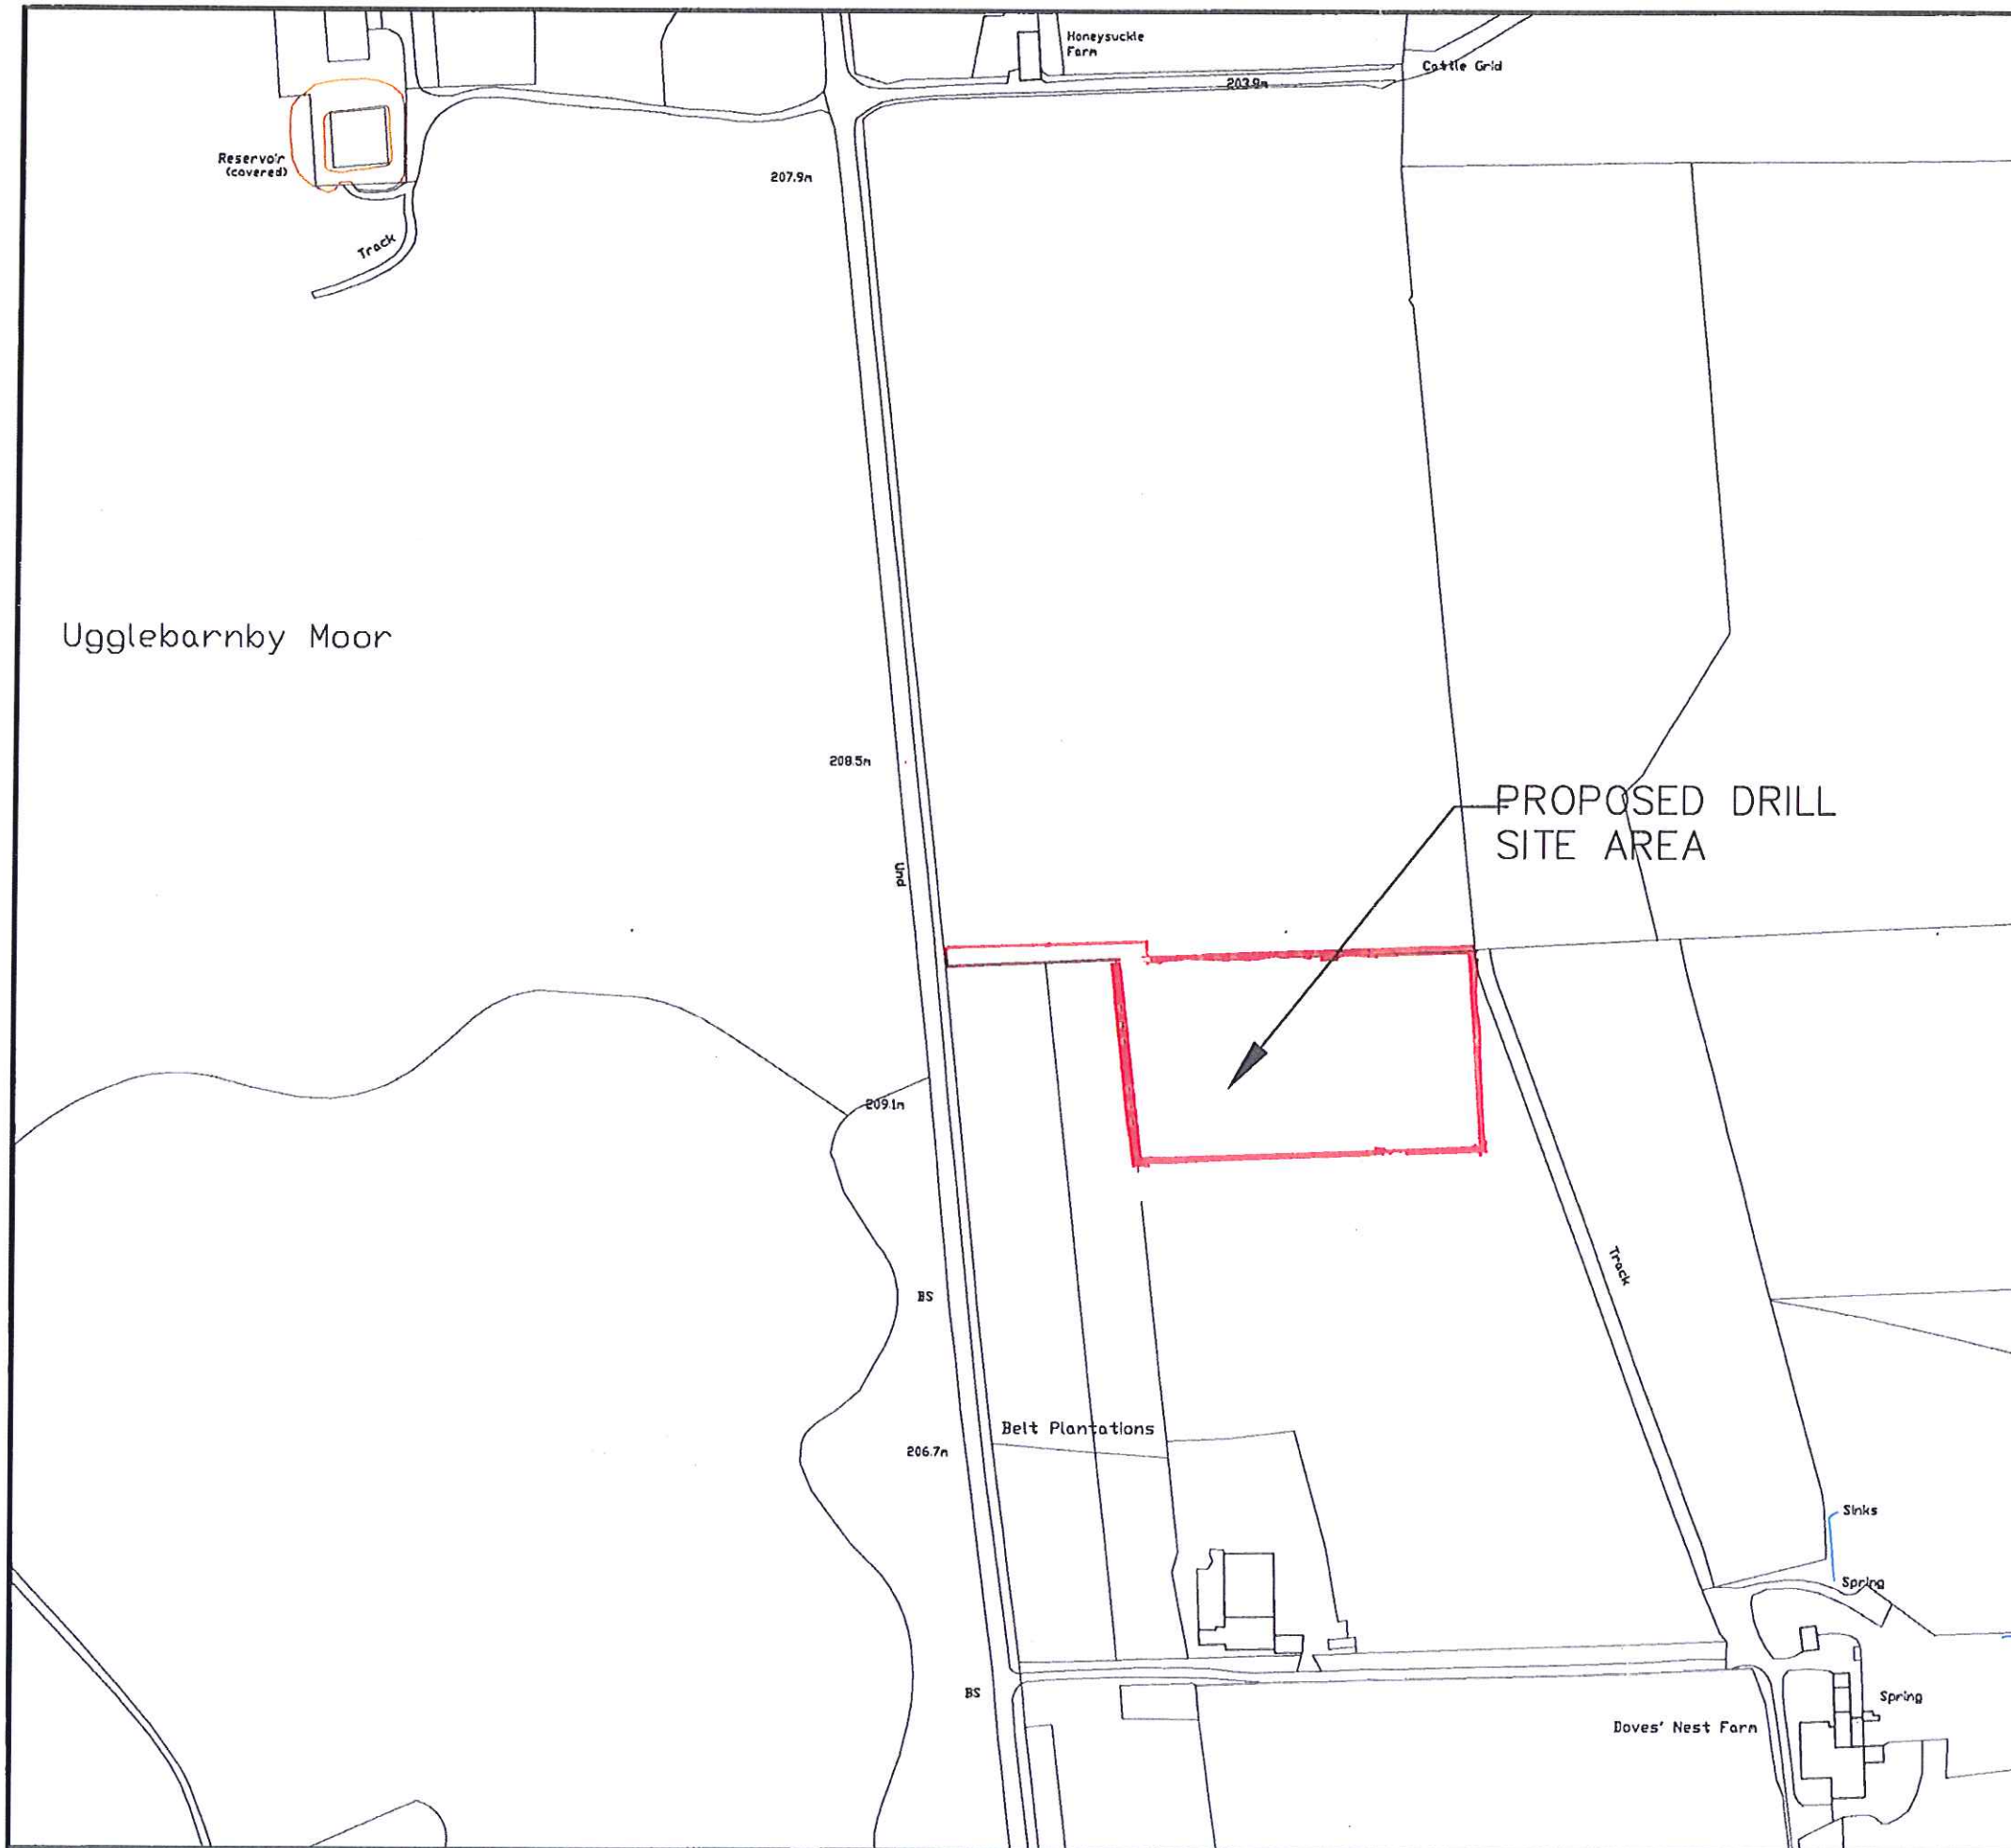 Honeysuckle
Farm
Cattle Grid
203.9m
Reservoir
(covered)
207.9m
Track
Ugglebarnby Moor
208.5m
PROPOSED DRILL
SITE AREA
Und
209.1m
Track
BS
Belt Plantations
206.7m
Sinks
Spring
BS
Spring
Doves' Nest Farm